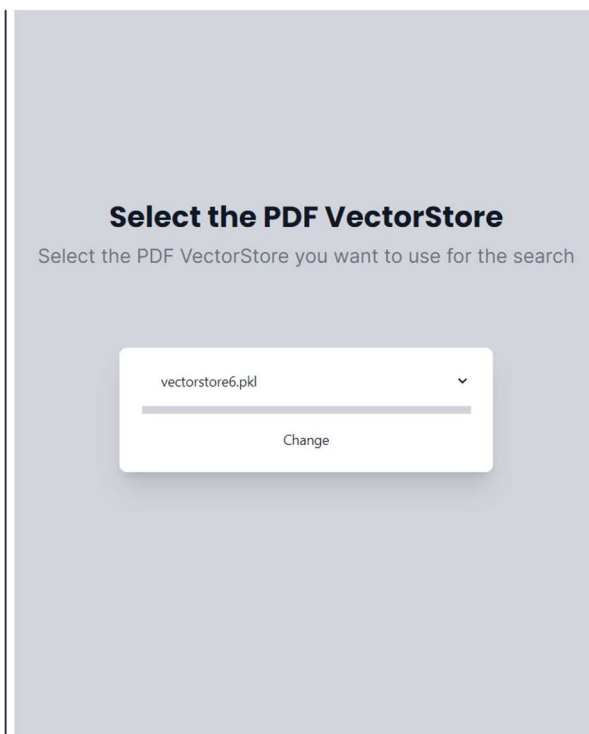 Select the PDF VectorStore
Select the PDF VectorStore you want to use for the search
vectorstore6.pkl
Change